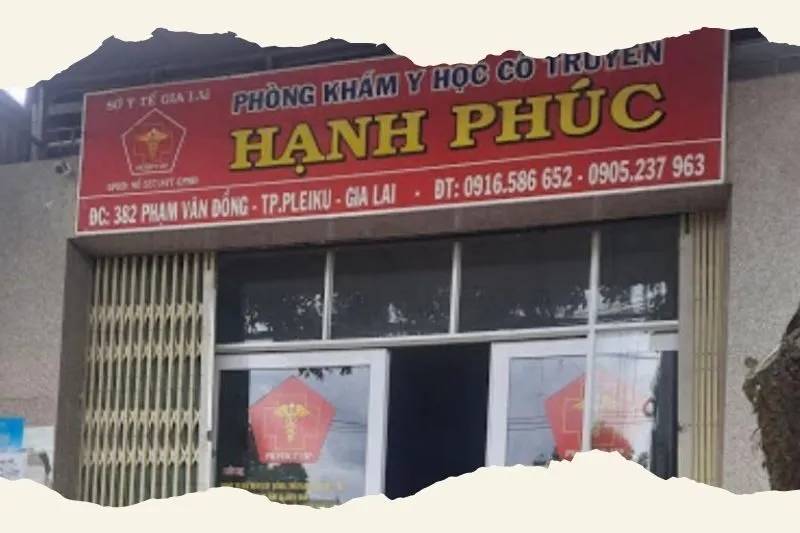 SỞ Y TẾ GIA LAI
PHÒNG KHÁM Y HỌC CỔ TRUYỀN
HẠNH PHÚC
ĐC: 382 PHẠM VĂN ĐỒNG - TP.PLEIKU - GIA LAI - ĐT: 0916.586 652 - 0905.237 963